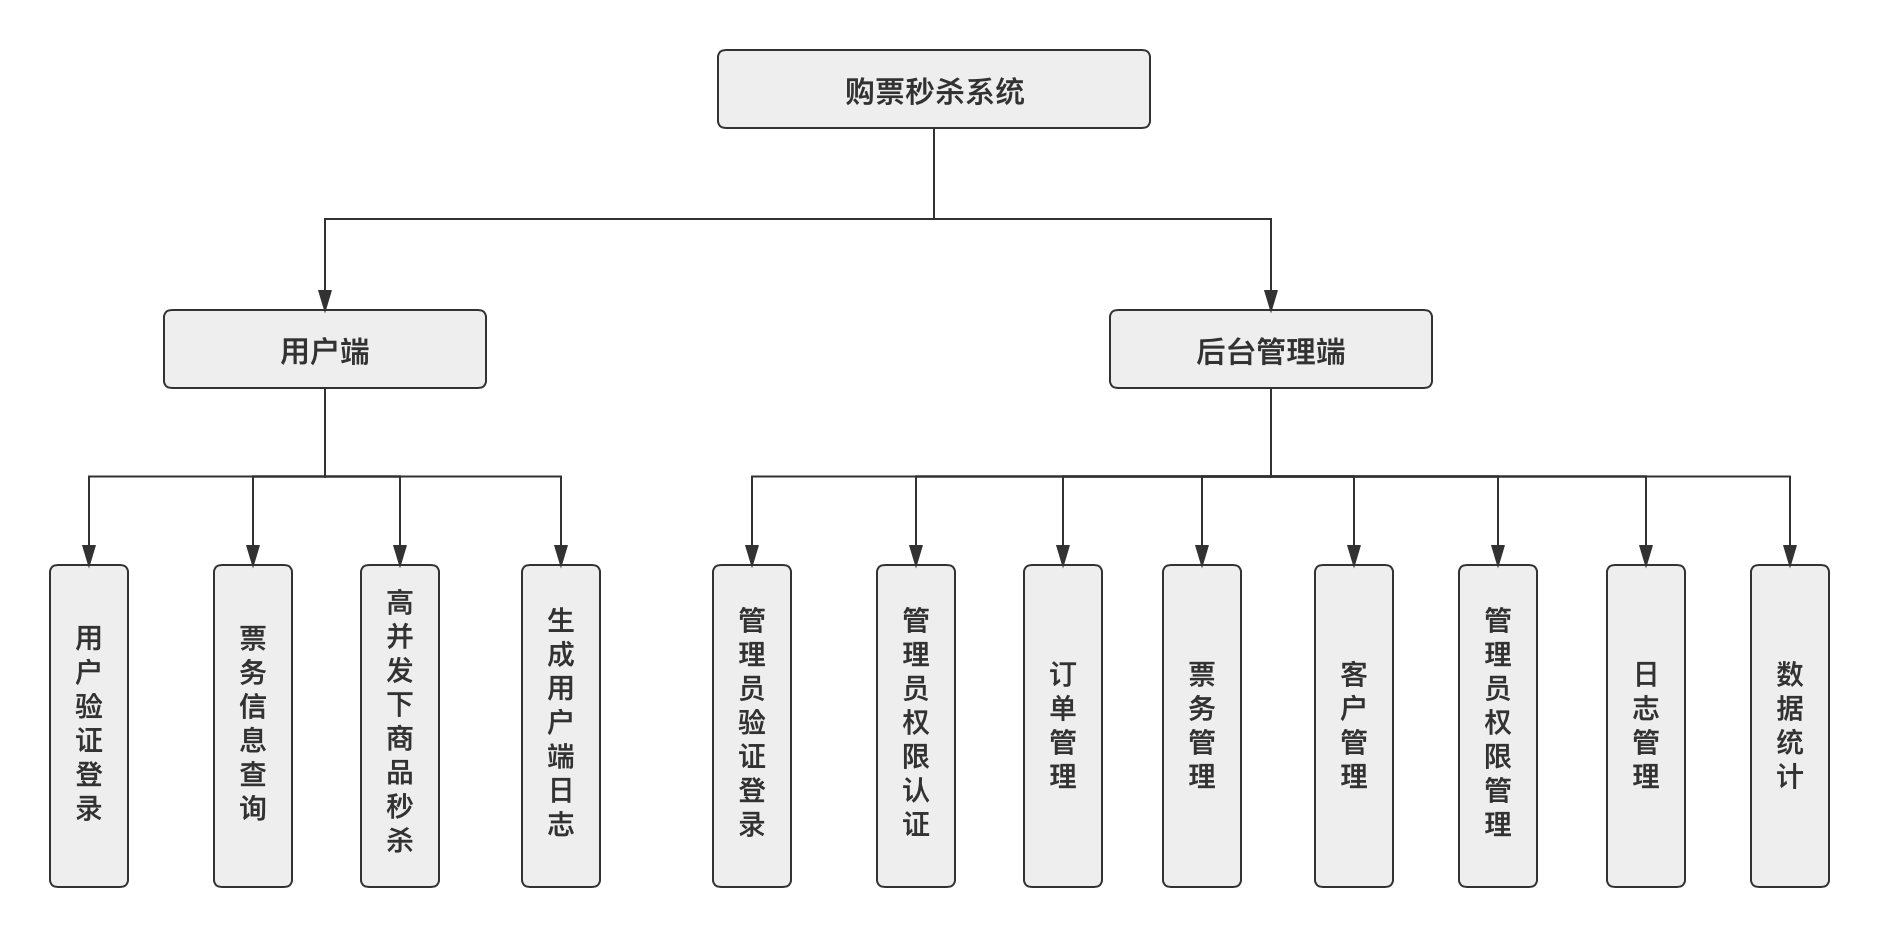 购票秒杀系统
用户端
后台管理端
用户验证登录
票务信息查询
高并发下商品秒杀
生成用户端日志
管理员验证登录
管理员权限认证
订单管理
票务管理
客户管理
管理员权限管理
日志管理
数据统计